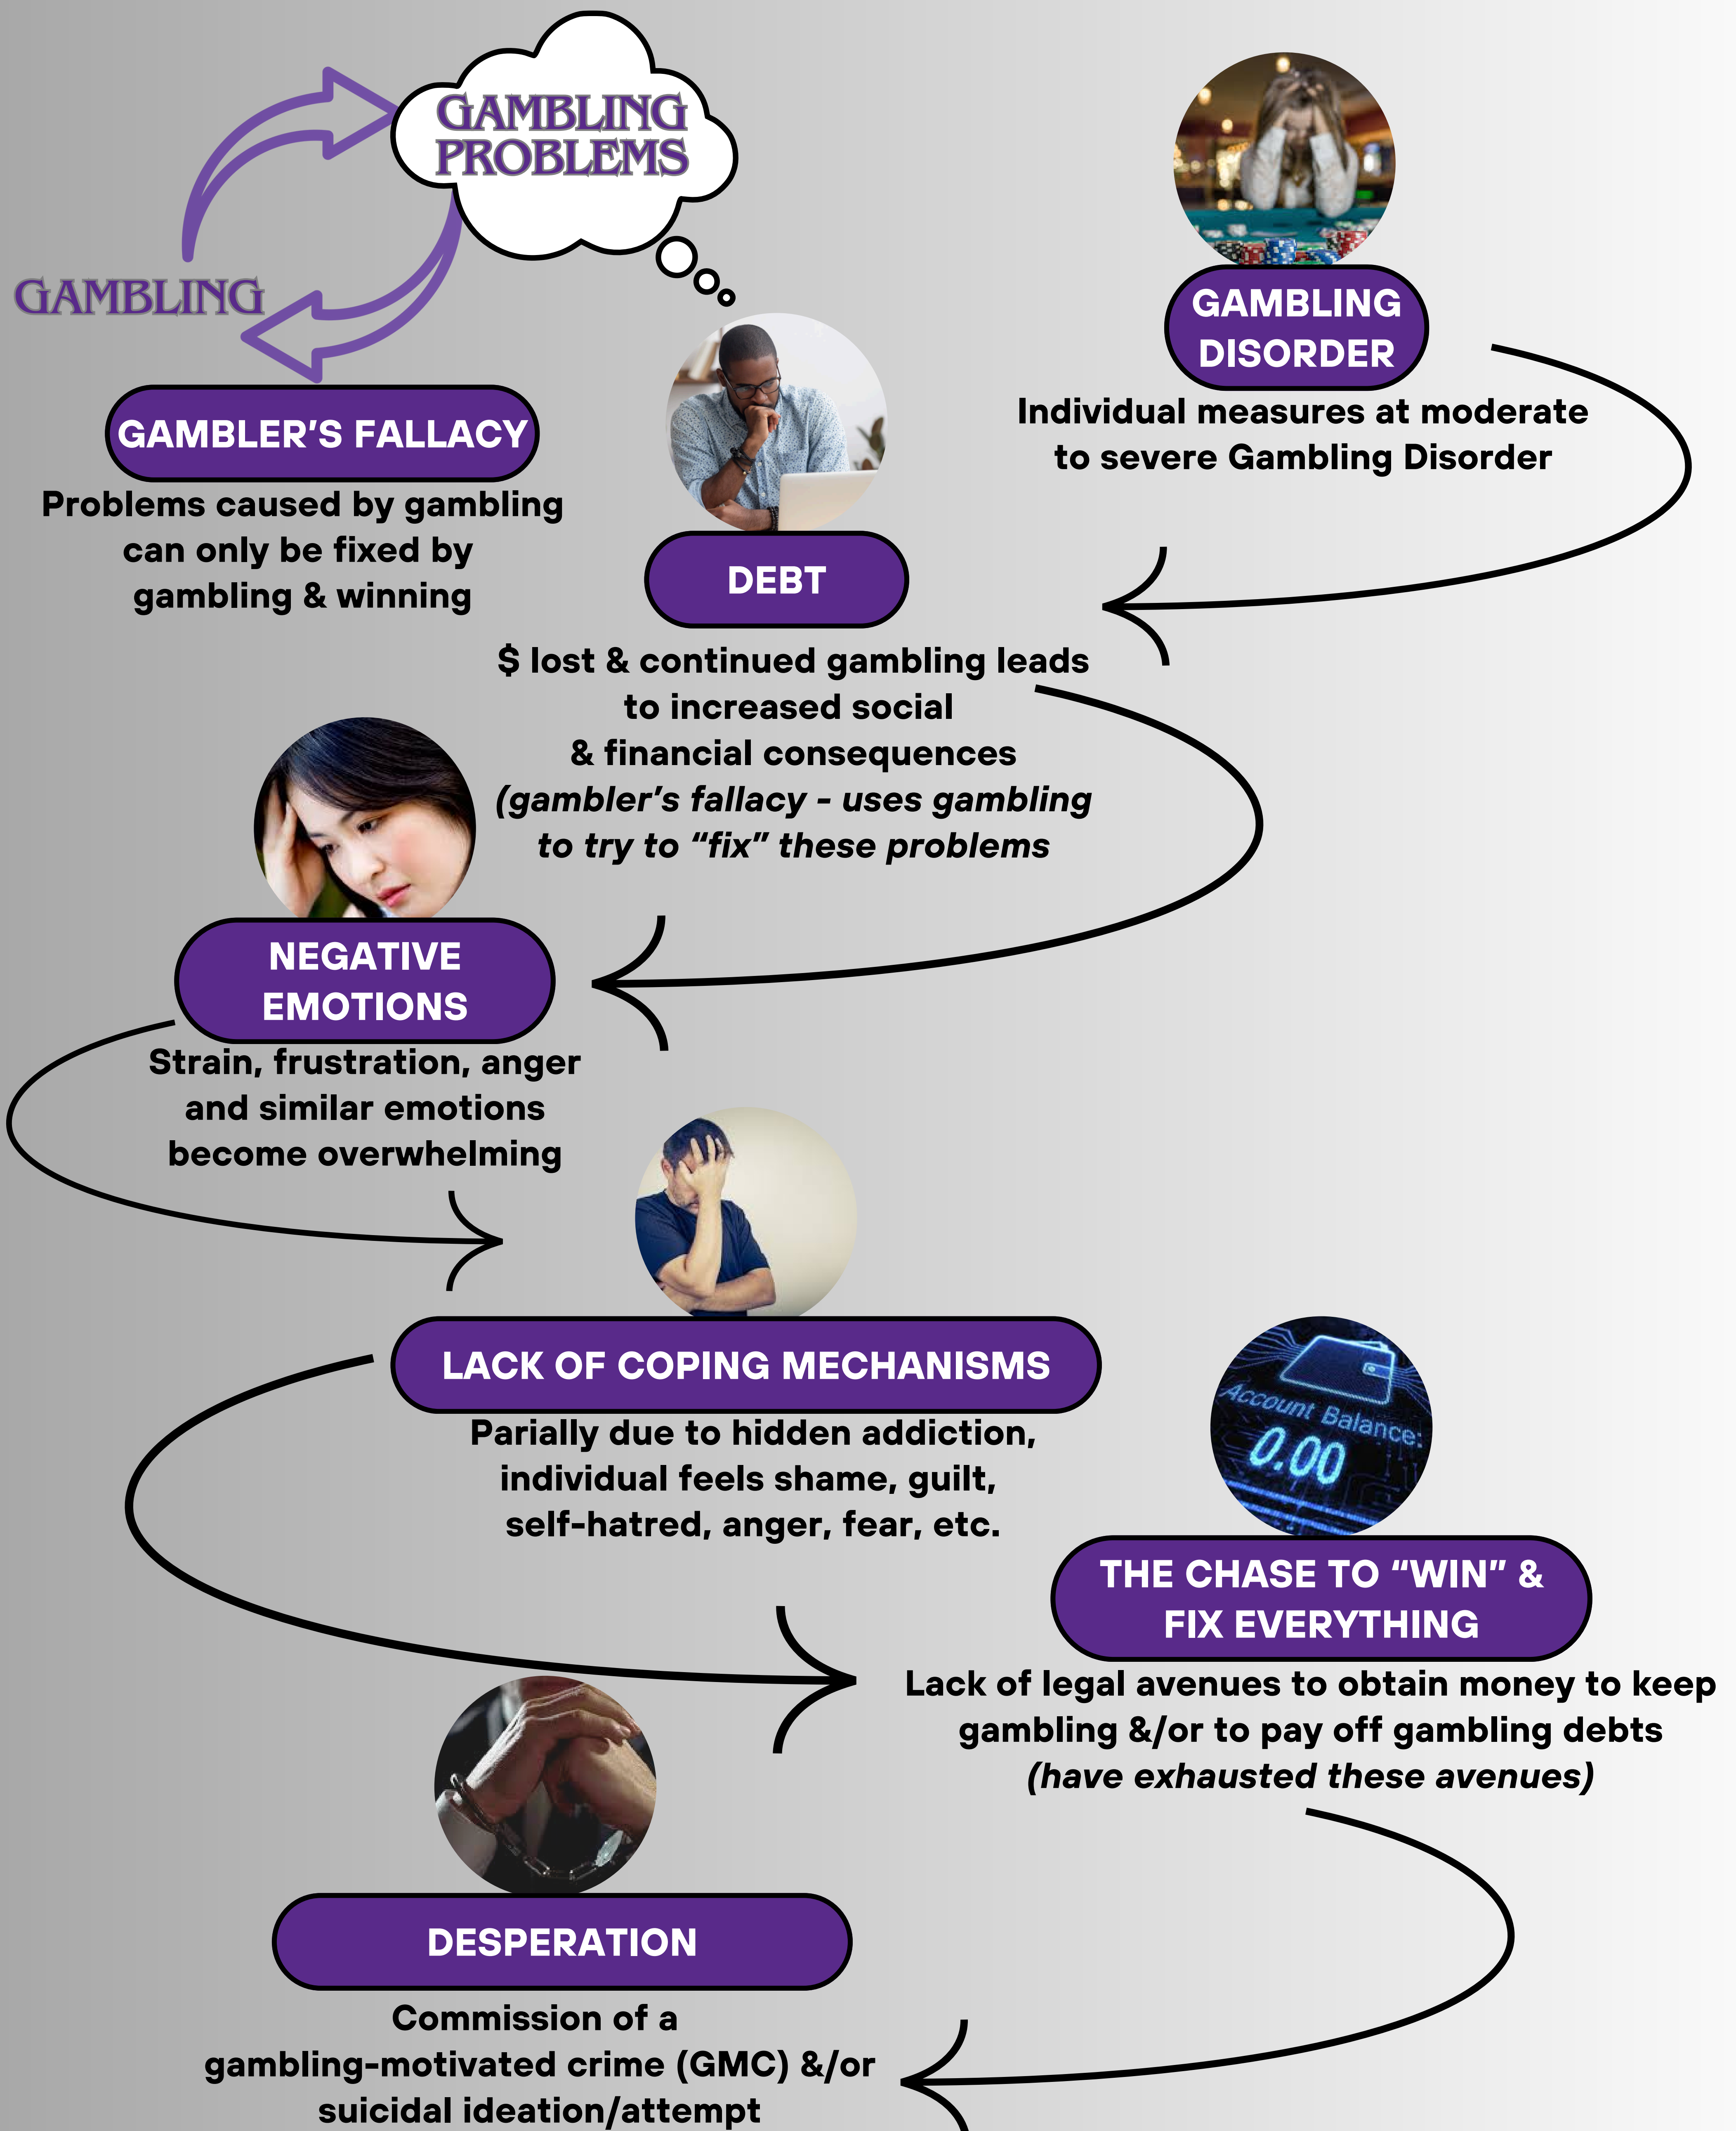 GAMBLING
PROBLEMS
GAMBLING
GAMBLER'S FALLACY
Problems caused by gambling
can only be fixed by
gambling & winning
GAMBLING
DISORDER
Individual measures at moderate
to severe Gambling Disorder
DEBT
$ lost & continued gambling leads
to increased social
& financial consequences
(gambler's fallacy - uses gambling
to try to “fix” these problems
NEGATIVE
EMOTIONS
Strain, frustration, anger
and similar emotions
become overwhelming
LACK OF COPING MECHANISMS
Parially due to hidden addiction,
individual feels shame, guilt,
self-hatred, anger, fear, etc.
Account Balance:
0.00
THE CHASE TO “WIN” &
FIX EVERYTHING
Lack of legal avenues to obtain money to keep
gambling &/or to pay off gambling debts
(have exhausted these avenues)
DESPERATION
Commission of a
gambling-motivated crime (GMC) &/or
suicidal ideation/attempt